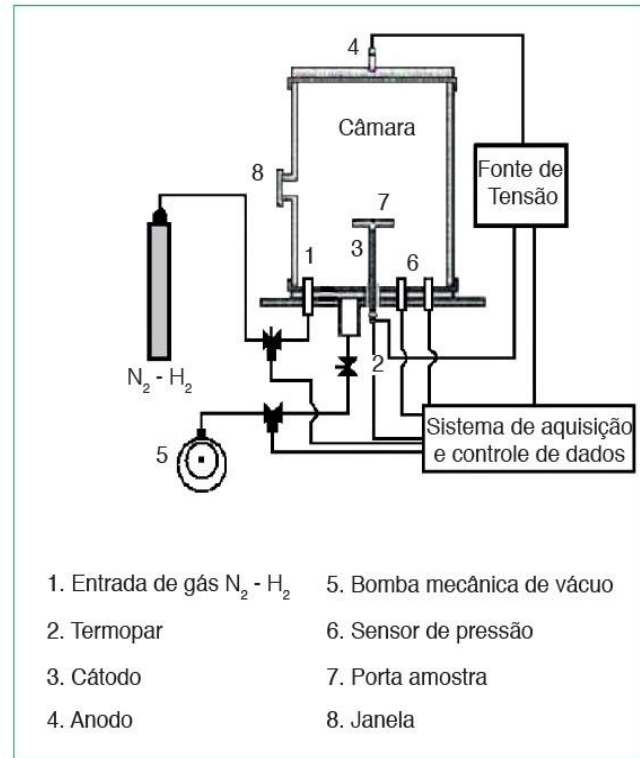 4
Câmara
8
7
Fonte de
Tensão
3
1
6
N₂ - H₂
2
Sistema de aquisição
e controle de dados
5
1. Entrada de gás N₂ - H₂
2. Termopar
3. Cátodo
4. Anodo
5. Bomba mecânica de vácuo
6. Sensor de pressão
7. Porta amostra
8. Janela